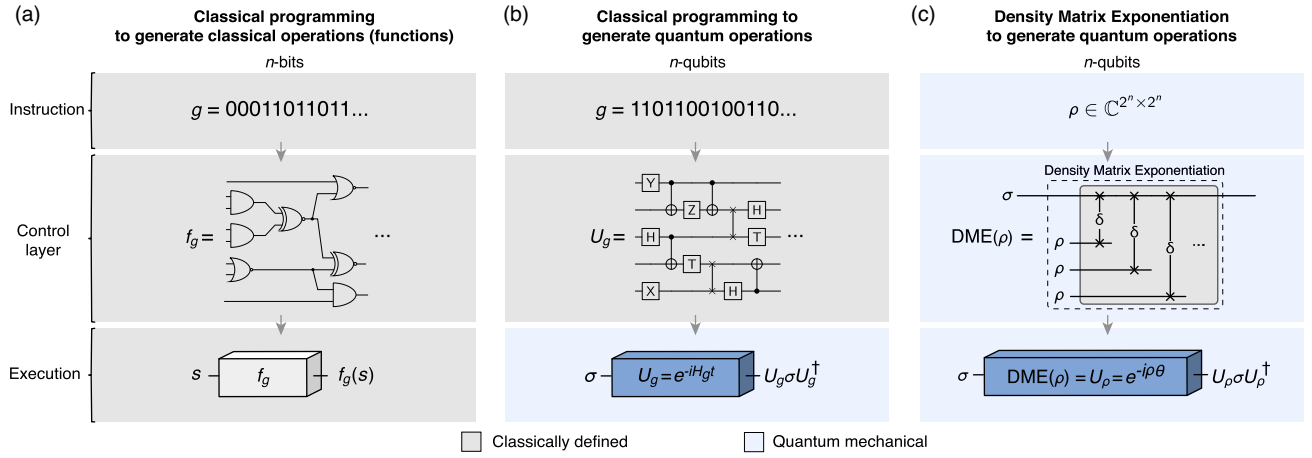 (a)
Classical programming
to generate classical operations (functions)
n-bits
(b)
Classical programming to
generate quantum operations
n-qubits
(c)
Density Matrix Exponentiation
to generate quantum operations
n-qubits
Instruction
g = 00011011011...
g = 1101100100110...
ρ ∈ ℂ^{2^n × 2^n}
Control
layer
f_g =
...
U_g =
Y
Z
H
H
T
T
X
H
...
Density Matrix Exponentiation
DME(ρ) =
σ
δ
δ
δ
ρ
ρ
ρ
...
Execution
s
f_g
f_g(s)
σ
U_g = e^{-iH_g t}
U_g σ U_g^†
σ
DME(ρ) = U_ρ = e^{-iρθ}
U_ρ σ U_ρ^†
Classically defined
Quantum mechanical